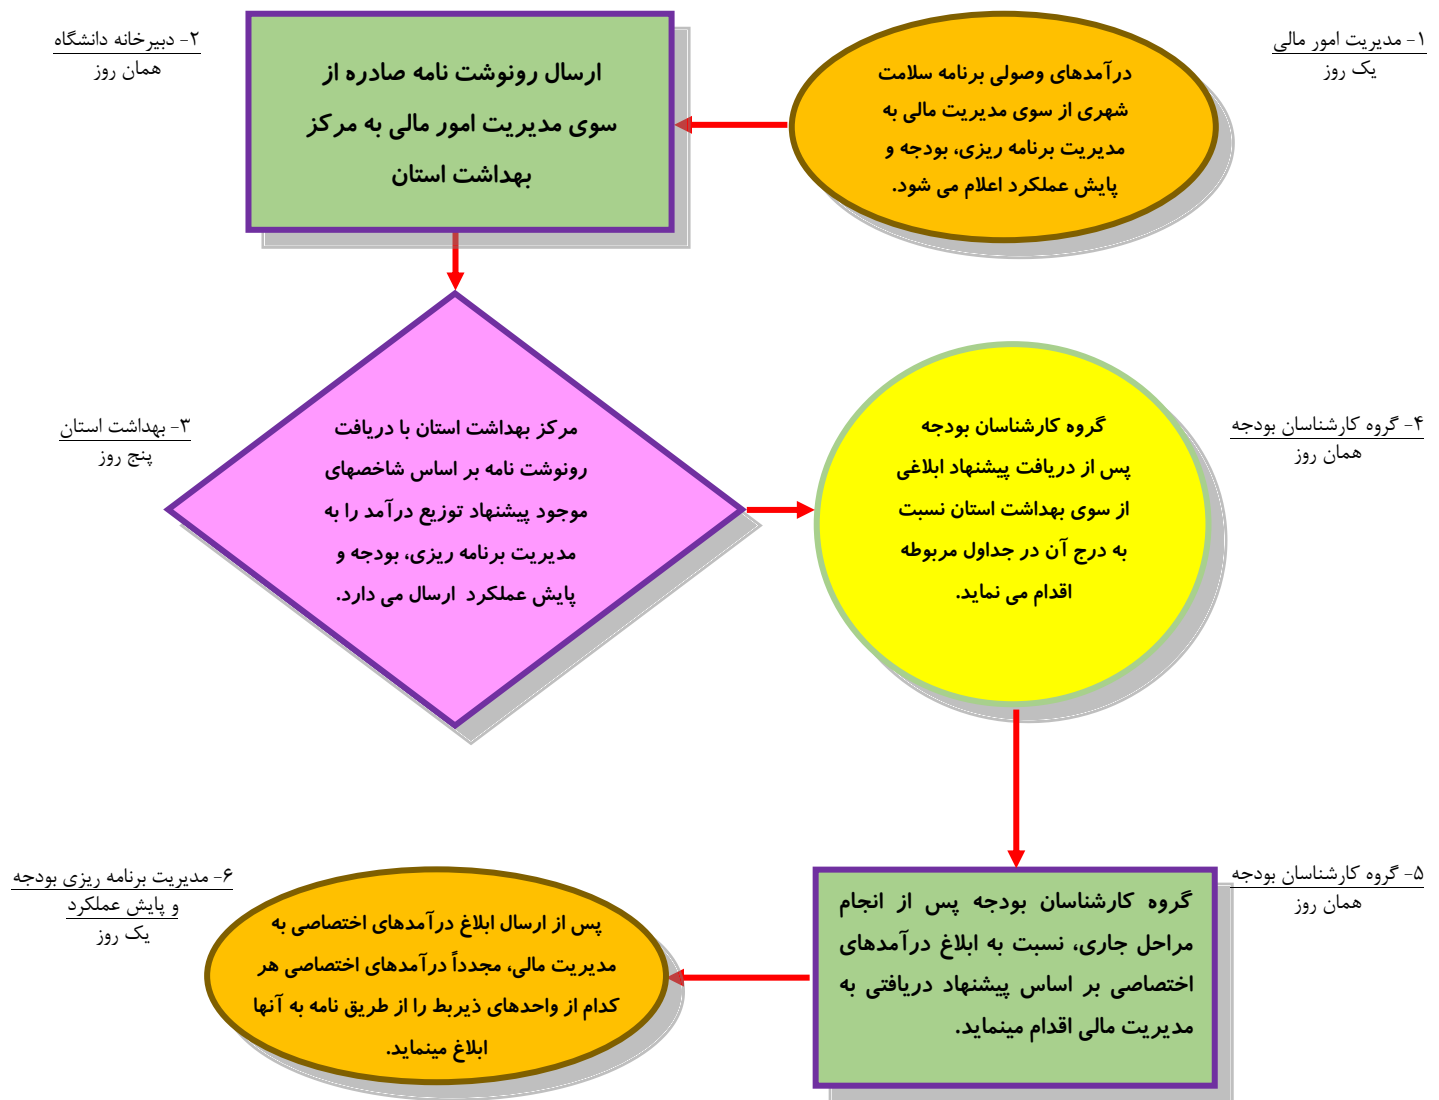 ۱- مدیریت امور مالی
یک روز
درآمدهای وصولی برنامه سلامت
شهری از سوی مدیریت مالی به
مدیریت برنامه ریزی، بودجه و
پایش عملکرد اعلام می شود.
۲- دبیرخانه دانشگاه
همان روز
ارسال رونوشت نامه صادره از
سوی مدیریت امور مالی به مرکز
بهداشت استان
۳- بهداشت استان
پنج روز
مرکز بهداشت استان با دریافت
رونوشت نامه بر اساس شاخصهای
موجود پیشنهاد توزیع درآمد را به
مدیریت برنامه ریزی، بودجه و
پایش عملکرد ارسال می دارد.
۴- گروه کارشناسان بودجه
همان روز
گروه کارشناسان بودجه
پس از دریافت پیشنهاد ابلاغی
از سوی بهداشت استان نسبت
به درج آن در جداول مربوطه
اقدام می نماید.
۵- گروه کارشناسان بودجه
همان روز
گروه کارشناسان بودجه پس از انجام
مراحل جاری، نسبت به ابلاغ درآمدهای
اختصاصی بر اساس پیشنهاد دریافتی به
مدیریت مالی اقدام مینماید.
۶- مدیریت برنامه ریزی بودجه
و پایش عملکرد
یک روز
پس از ارسال ابلاغ درآمدهای اختصاصی به
مدیریت مالی، مجدداً درآمدهای اختصاصی هر
کدام از واحدهای ذیربط را از طریق نامه به آنها
ابلاغ مینماید.